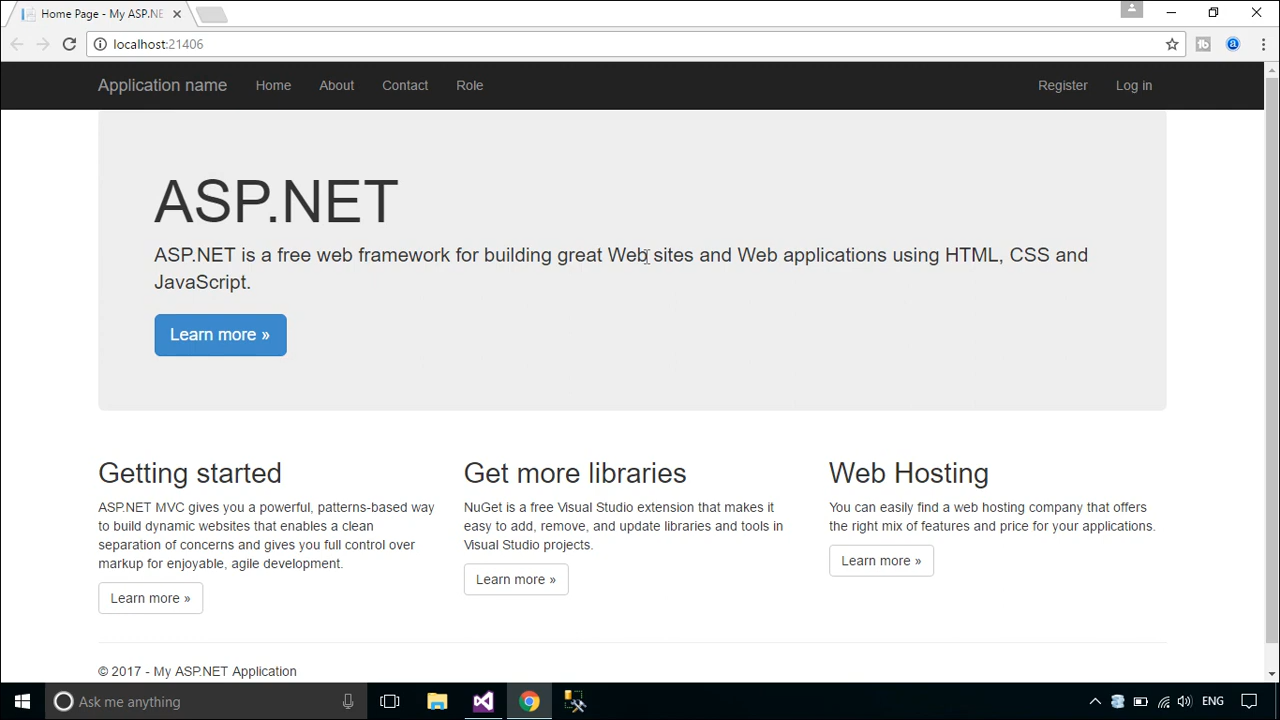 Home Page - My ASP.NE
localhost:21406
Application name Home About Contact Role Register Log in
ASP.NET
ASP.NET is a free web framework for building great Web sites and Web applications using HTML, CSS and
JavaScript.
Learn more »
Getting started
ASP.NET MVC gives you a powerful, patterns-based way
to build dynamic websites that enables a clean
separation of concerns and gives you full control over
markup for enjoyable, agile development.
Learn more »
Get more libraries
NuGet is a free Visual Studio extension that makes it
easy to add, remove, and update libraries and tools in
Visual Studio projects.
Learn more »
Web Hosting
You can easily find a web hosting company that offers
the right mix of features and price for your applications.
Learn more »
© 2017 - My ASP.NET Application
Ask me anything
ENG